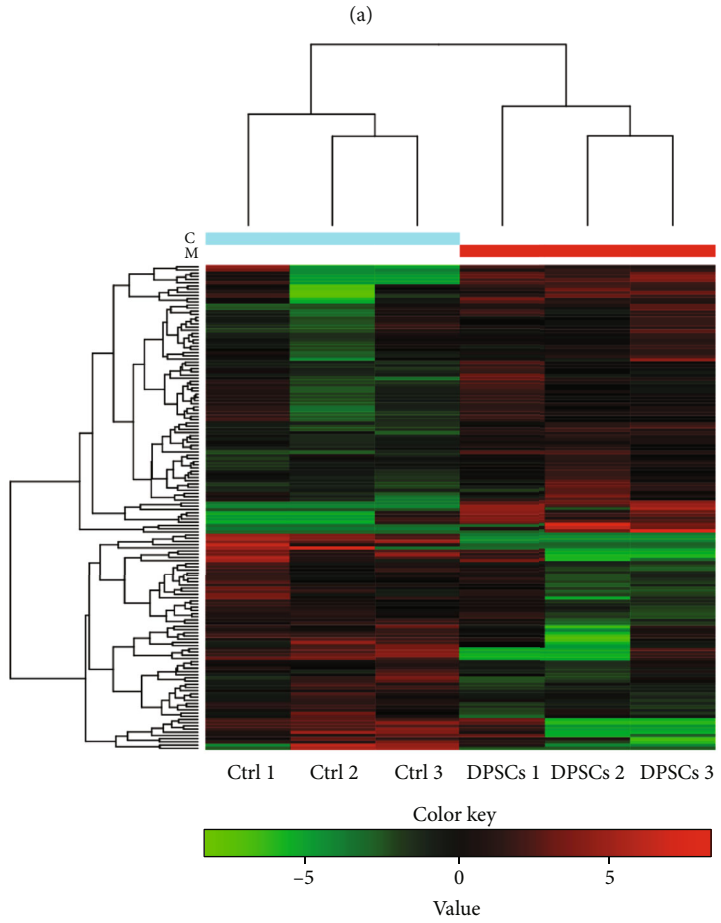 (a)
C
M
Ctrl 1 Ctrl 2 Ctrl 3 DPSCs 1 DPSCs 2 DPSCs 3
Color key
−5 0 5
Value